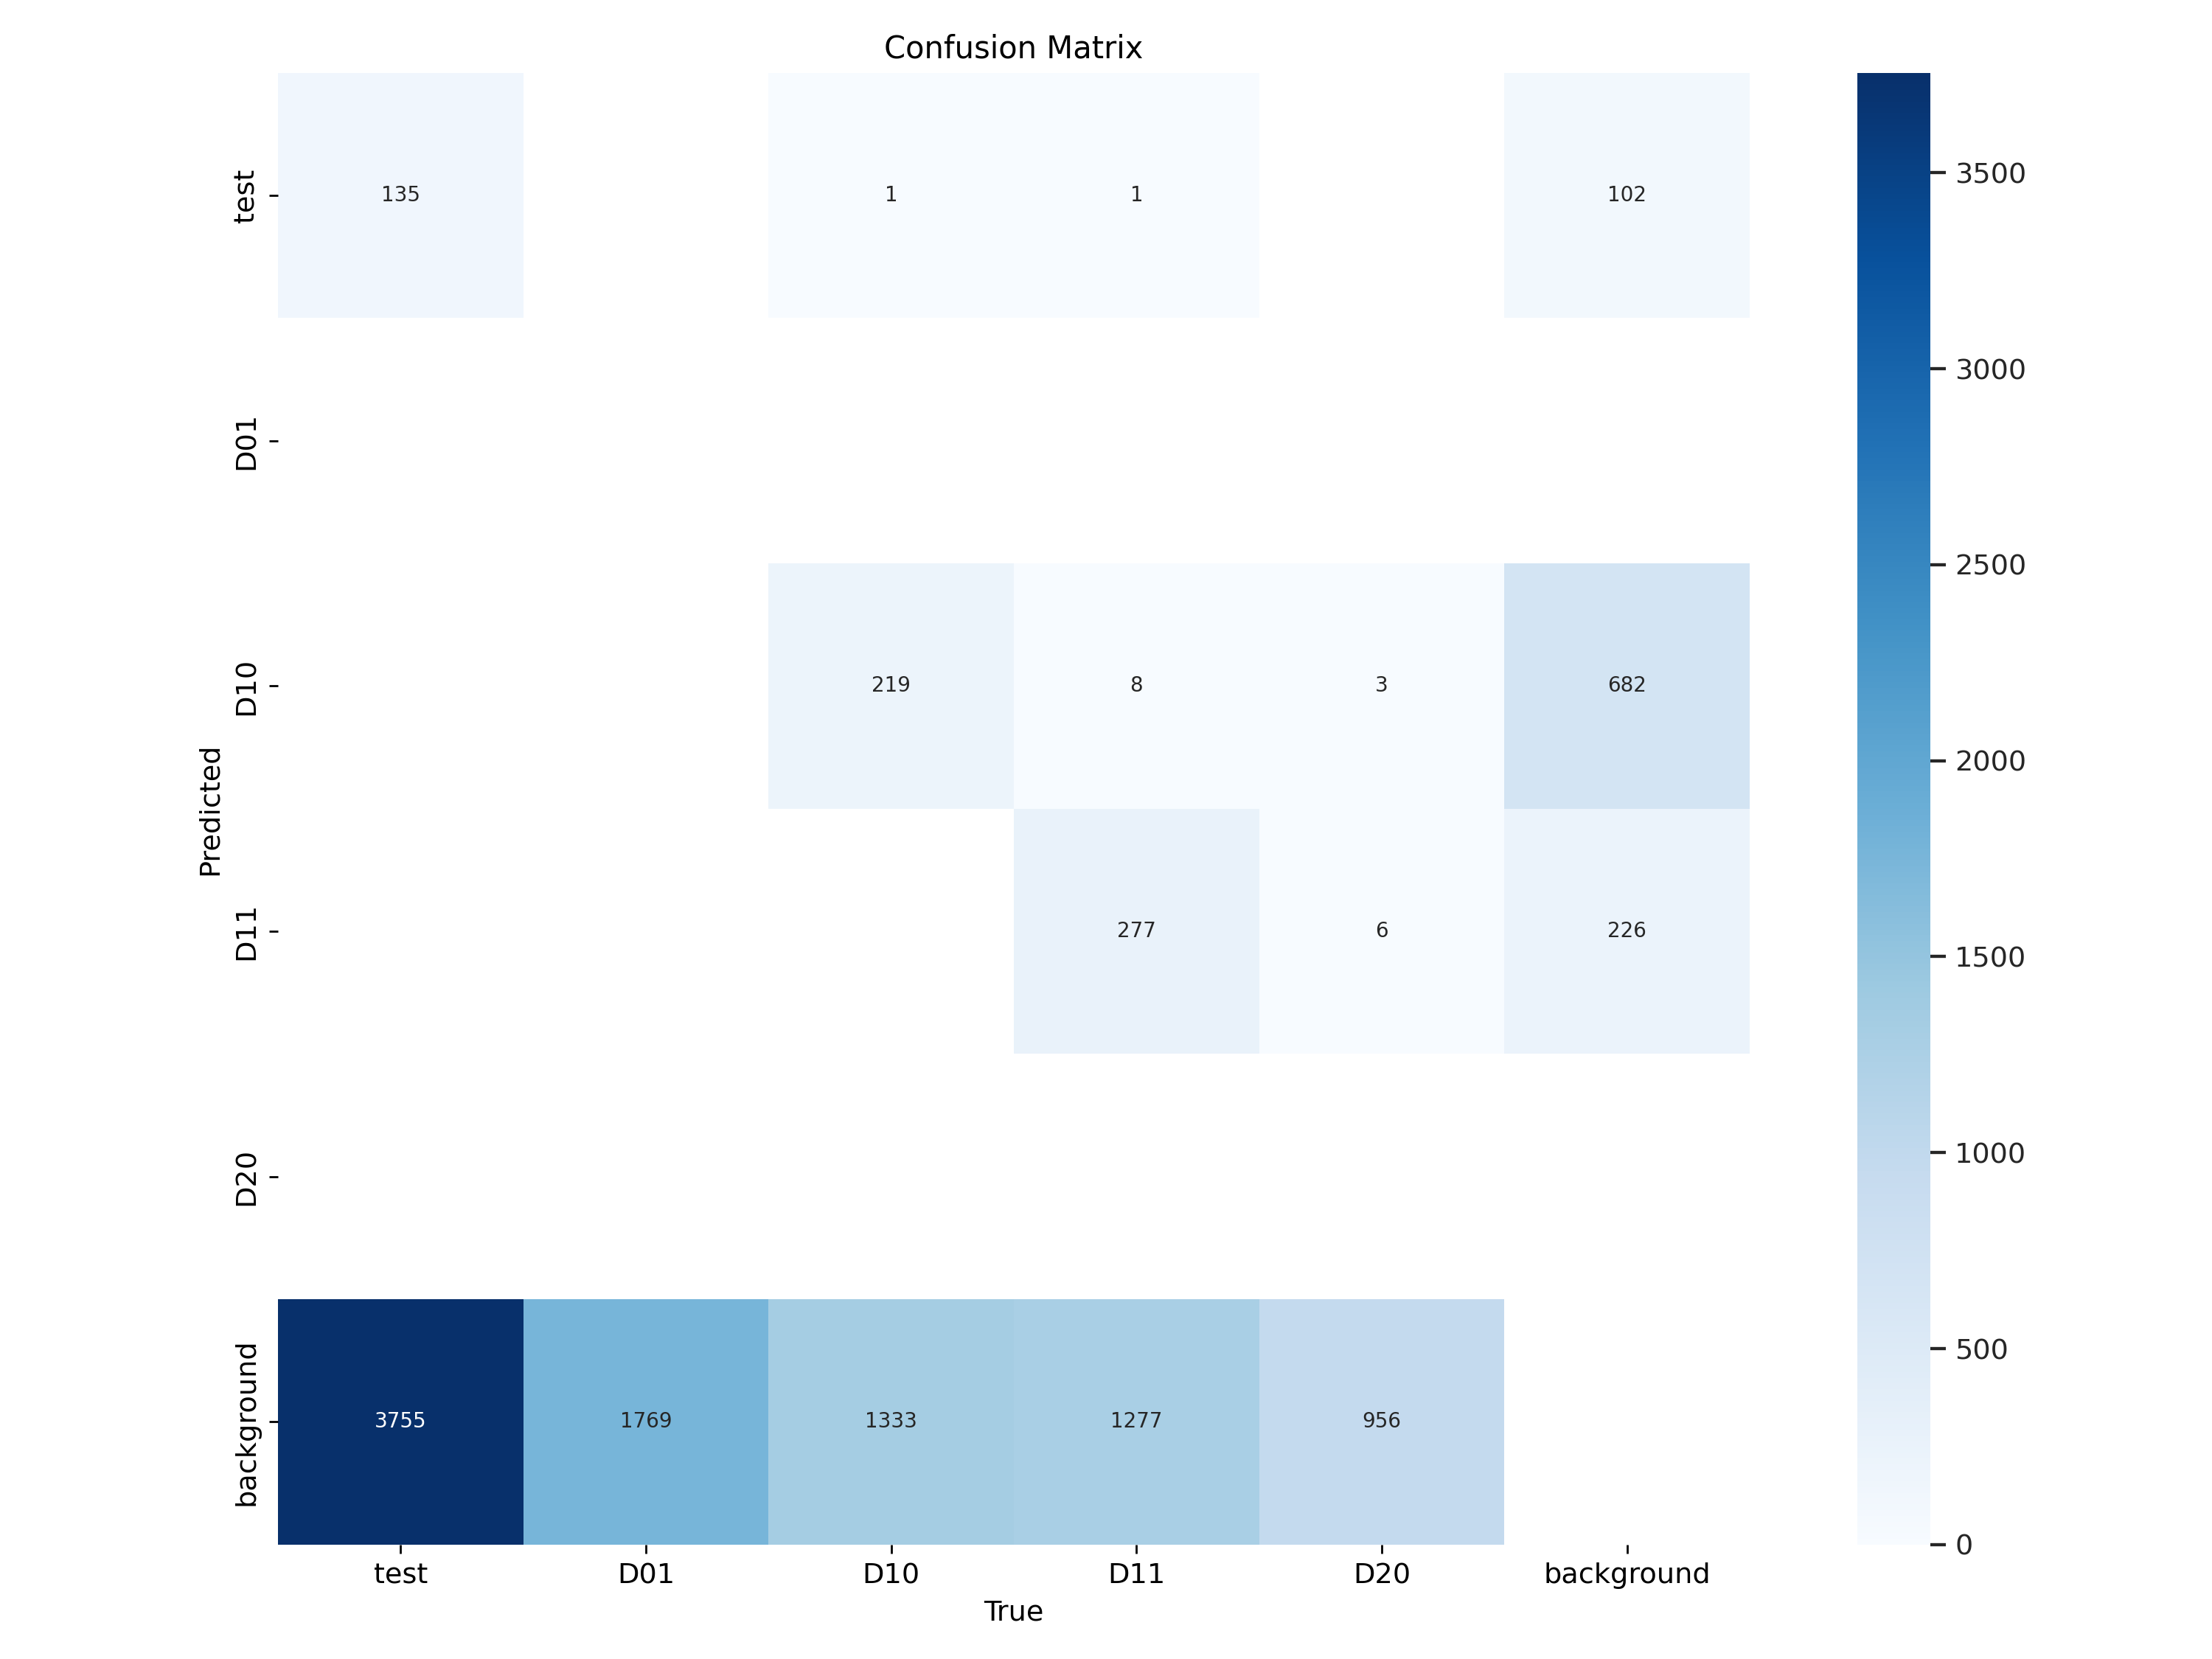 Confusion Matrix
test
135
1
1
102
D01
D10
219
8
3
682
D11
277
6
226
D20
background
3755
1769
1333
1277
956
Predicted
test
D01
D10
D11
D20
background
True
3500
3000
2500
2000
1500
1000
500
0